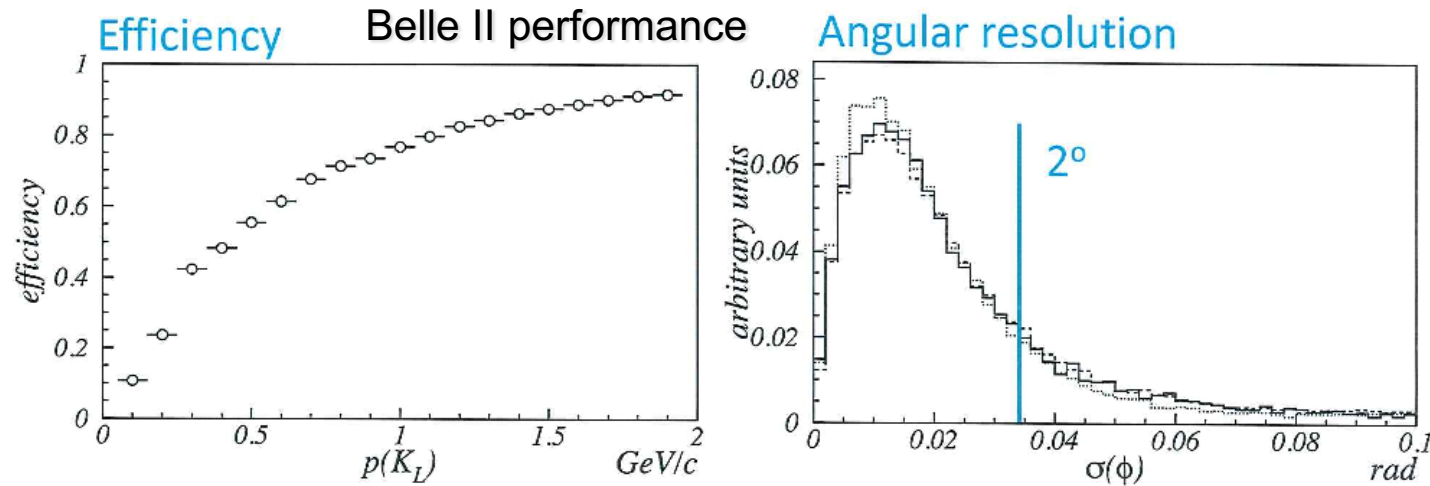 Efficiency
Belle II performance
Angular resolution
1
0.8
0.6
0.4
0.2
0
efficiency
0
0.5
1
1.5
2
p(K_L)
GeV/c
0.08
0.06
0.04
0.02
0
arbitrary units
2°
0
0.02
0.04
0.06
0.08
0.1
σ(ϕ)
rad